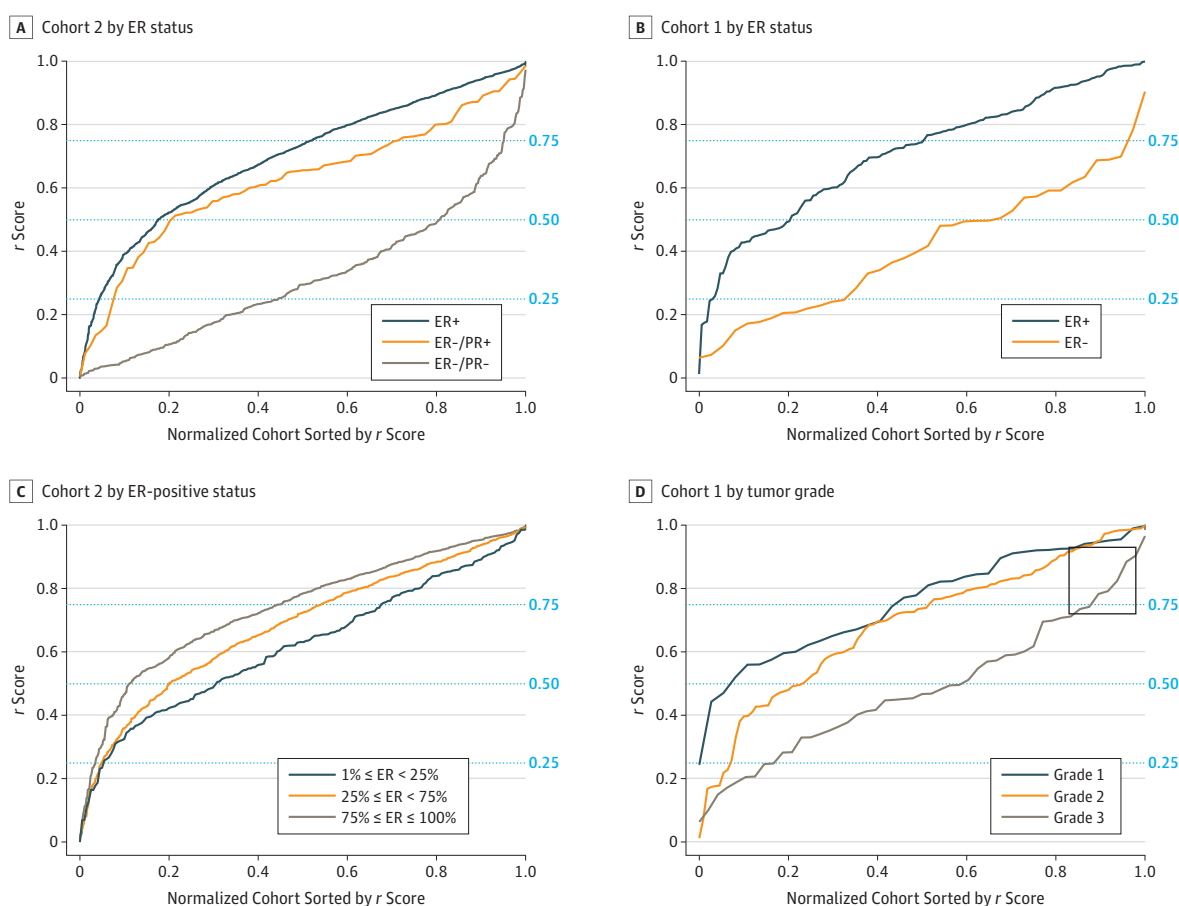 A Cohort 2 by ER status
1.0
0.8
0.6
0.4
0.2
0
r Score
0.75
0.50
0.25
ER+
ER−/PR+
ER−/PR−
0 0.2 0.4 0.6 0.8 1.0
Normalized Cohort Sorted by r Score
B Cohort 1 by ER status
1.0
0.8
0.6
0.4
0.2
0
r Score
0.75
0.50
0.25
ER+
ER−
0 0.2 0.4 0.6 0.8 1.0
Normalized Cohort Sorted by r Score
C Cohort 2 by ER-positive status
1.0
0.8
0.6
0.4
0.2
0
r Score
0.75
0.50
0.25
1% ≤ ER < 25%
25% ≤ ER < 75%
75% ≤ ER ≤ 100%
0 0.2 0.4 0.6 0.8 1.0
Normalized Cohort Sorted by r Score
D Cohort 1 by tumor grade
1.0
0.8
0.6
0.4
0.2
0
r Score
0.75
0.50
0.25
Grade 1
Grade 2
Grade 3
0 0.2 0.4 0.6 0.8 1.0
Normalized Cohort Sorted by r Score